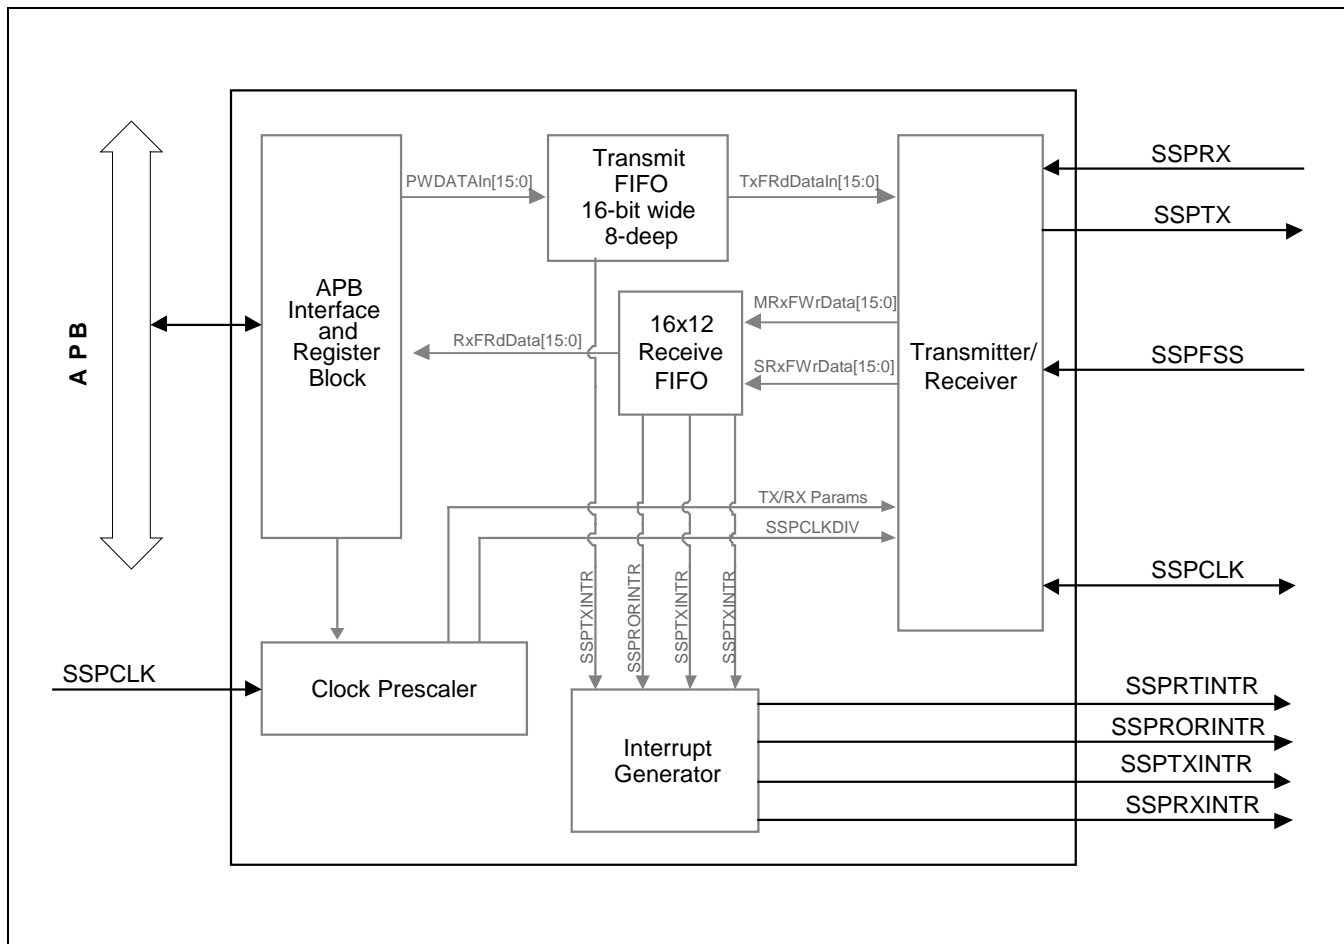 Transmit
FIFO
16-bit wide
8-deep
PWDATAIn[15:0]
TxFRdDataIn[15:0]
SSPRX
SSPTX
APB
Interface
and
Register
Block
A P B
16x12
Receive
FIFO
RxFRdData[15:0]
MRxFWrData[15:0]
SRxFWrData[15:0]
Transmitter/
Receiver
SSPFSS
TX/RX Params
SSPCLKDIV
SSPCLK
SSPTXINTR
SSPRORINTR
SSPTXINTR
SSPTXINTR
SSPCLK
Clock Prescaler
Interrupt
Generator
SSPRTINTR
SSPRORINTR
SSPTXINTR
SSPRXINTR